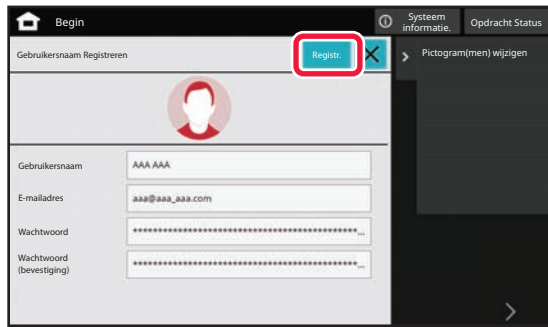 Begin
Systeem
informatie.
Opdracht Status
Gebruikersnaam Registreren
Registr.
Pictogram(men) wijzigen
Gebruikersnaam
AAA AAA
E-mailadres
aaa@aaa_aaa.com
Wachtwoord
Wachtwoord
(bevestiging)